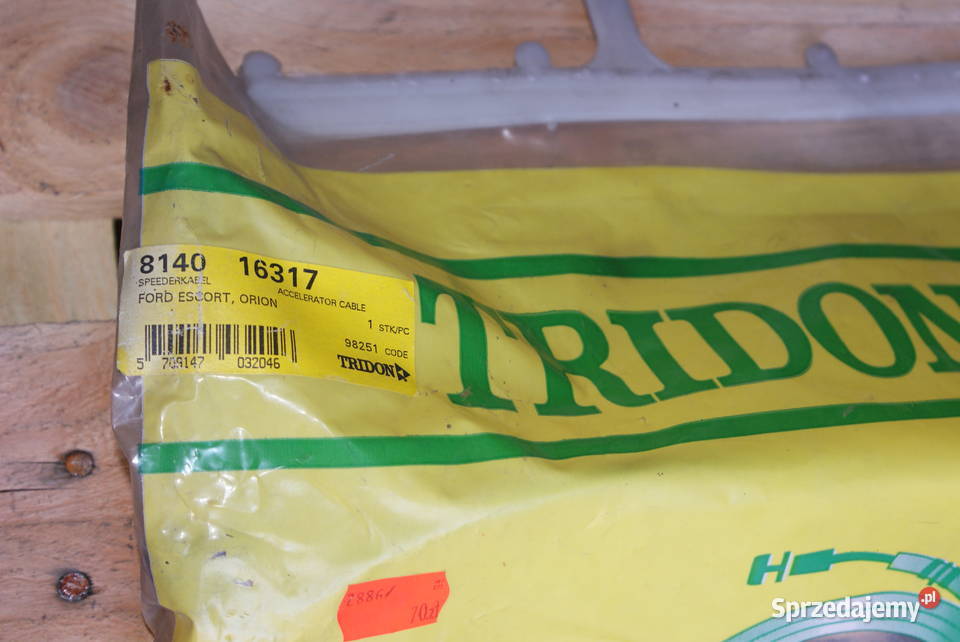 8140 16317
SPEEDERKABEL
ACCELERATOR CABLE
FORD ESCORT, ORION
1 STK/PC
98251 CODE
5 709147 032046
TRIDON
TRIDON
70zł
Sprzedajemy.pl